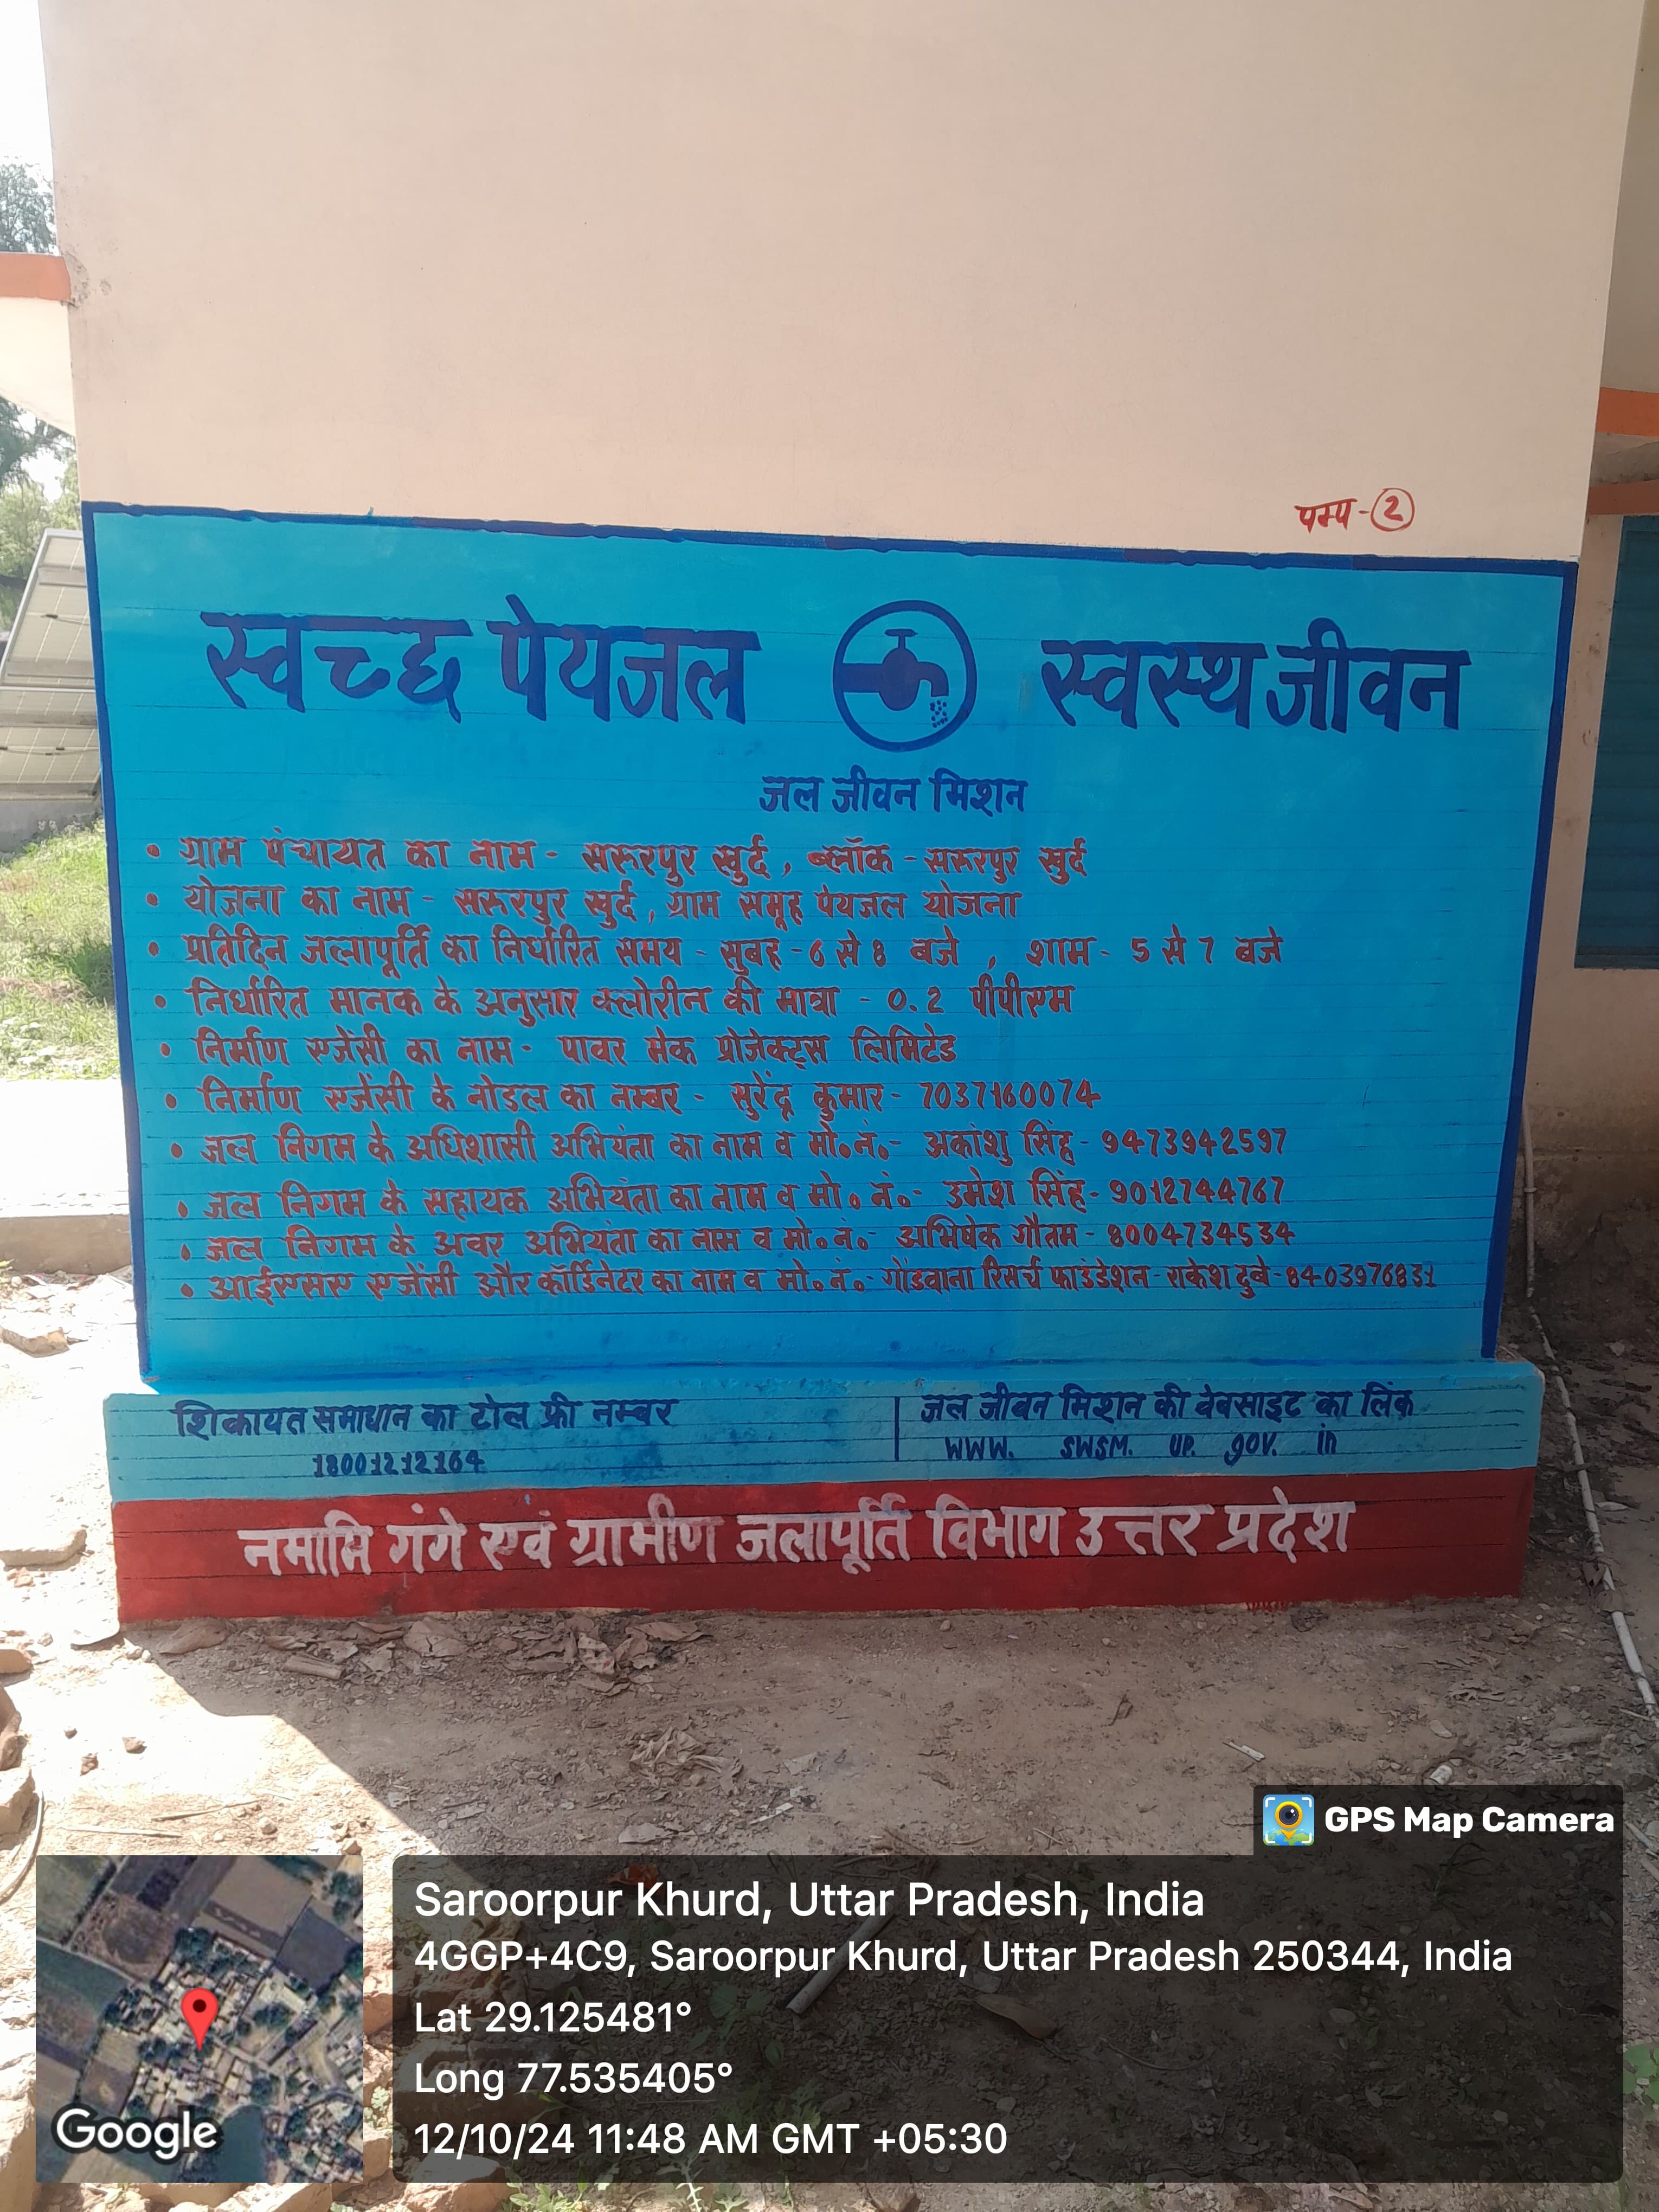 पम्प - 2
स्वच्छ पेयजल स्वस्थ जीवन
जल जीवन मिशन
• ग्राम पंचायत का नाम - सरूरपुर खुर्द, ब्लॉक - सरूरपुर खुर्द
• योजना का नाम - सरूरपुर खुर्द, ग्राम समूह पेयजल योजना
• प्रतिदिन जलापूर्ति का निर्धारित समय - सुबह - 6 से 8 बजे, शाम - 5 से 7 बजे
• निर्धारित मानक के अनुसार क्लोरीन की मात्रा - 0.2 पीपीएम
• निर्माण एजेंसी का नाम - पावर मेक प्रोजेक्ट्स लिमिटेड
• निर्माण एजेंसी के नोडल का नम्बर - सुरेंद्र कुमार - 7037160074
• जल निगम के अधिशासी अभियंता का नाम व मो॰नं॰ - अकांशु सिंह - 9473942597
• जल निगम के सहायक अभियंता का नाम व मो॰नं॰ - उमेश सिंह - 9012744767
• जल निगम के अवर अभियंता का नाम व मो॰नं॰ - अभिषेक गौतम - 8004734534
• आईएसए एजेंसी और कॉर्डिनेटर का नाम व मो॰नं॰ - गोंडवाना रिसर्च फाउंडेशन - राकेश दुबे - 8403976831
शिकायत समाधान का टोल फ्री नम्बर
18001212164
जल जीवन मिशन की वेबसाइट का लिंक
WWW. SWSM. UP. gov. in
नमामि गंगे एवं ग्रामीण जलापूर्ति विभाग उत्तर प्रदेश
GPS Map Camera
Saroorpur Khurd, Uttar Pradesh, India
4GGP+4C9, Saroorpur Khurd, Uttar Pradesh 250344, India
Lat 29.125481°
Long 77.535405°
12/10/24 11:48 AM GMT +05:30
Google